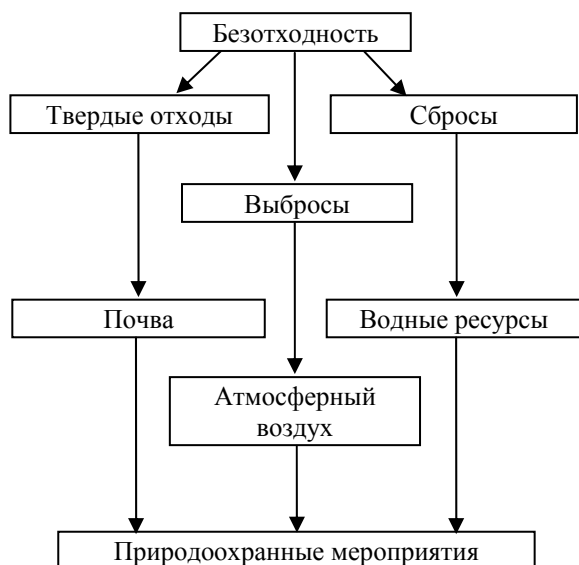 Безотходность
Твердые отходы
Сбросы
Выбросы
Почва
Водные ресурсы
Атмосферный
воздух
Природоохранные мероприятия